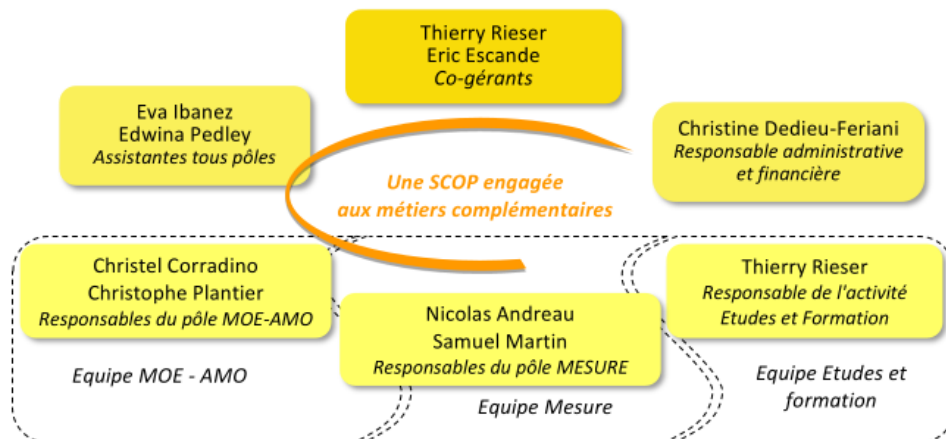 Thierry Rieser
Eric Escande
Co-gérants
Eva Ibanez
Edwina Pedley
Assistantes tous pôles
Christine Dedieu-Feriani
Responsable administrative
et financière
Une SCOP engagée
aux métiers complémentaires
Christel Corradino
Christophe Plantier
Responsables du pôle MOE-AMO
Nicolas Andreau
Samuel Martin
Responsables du pôle MESURE
Thierry Rieser
Responsable de l'activité
Etudes et Formation
Equipe MOE - AMO
Equipe Mesure
Equipe Etudes et
formation